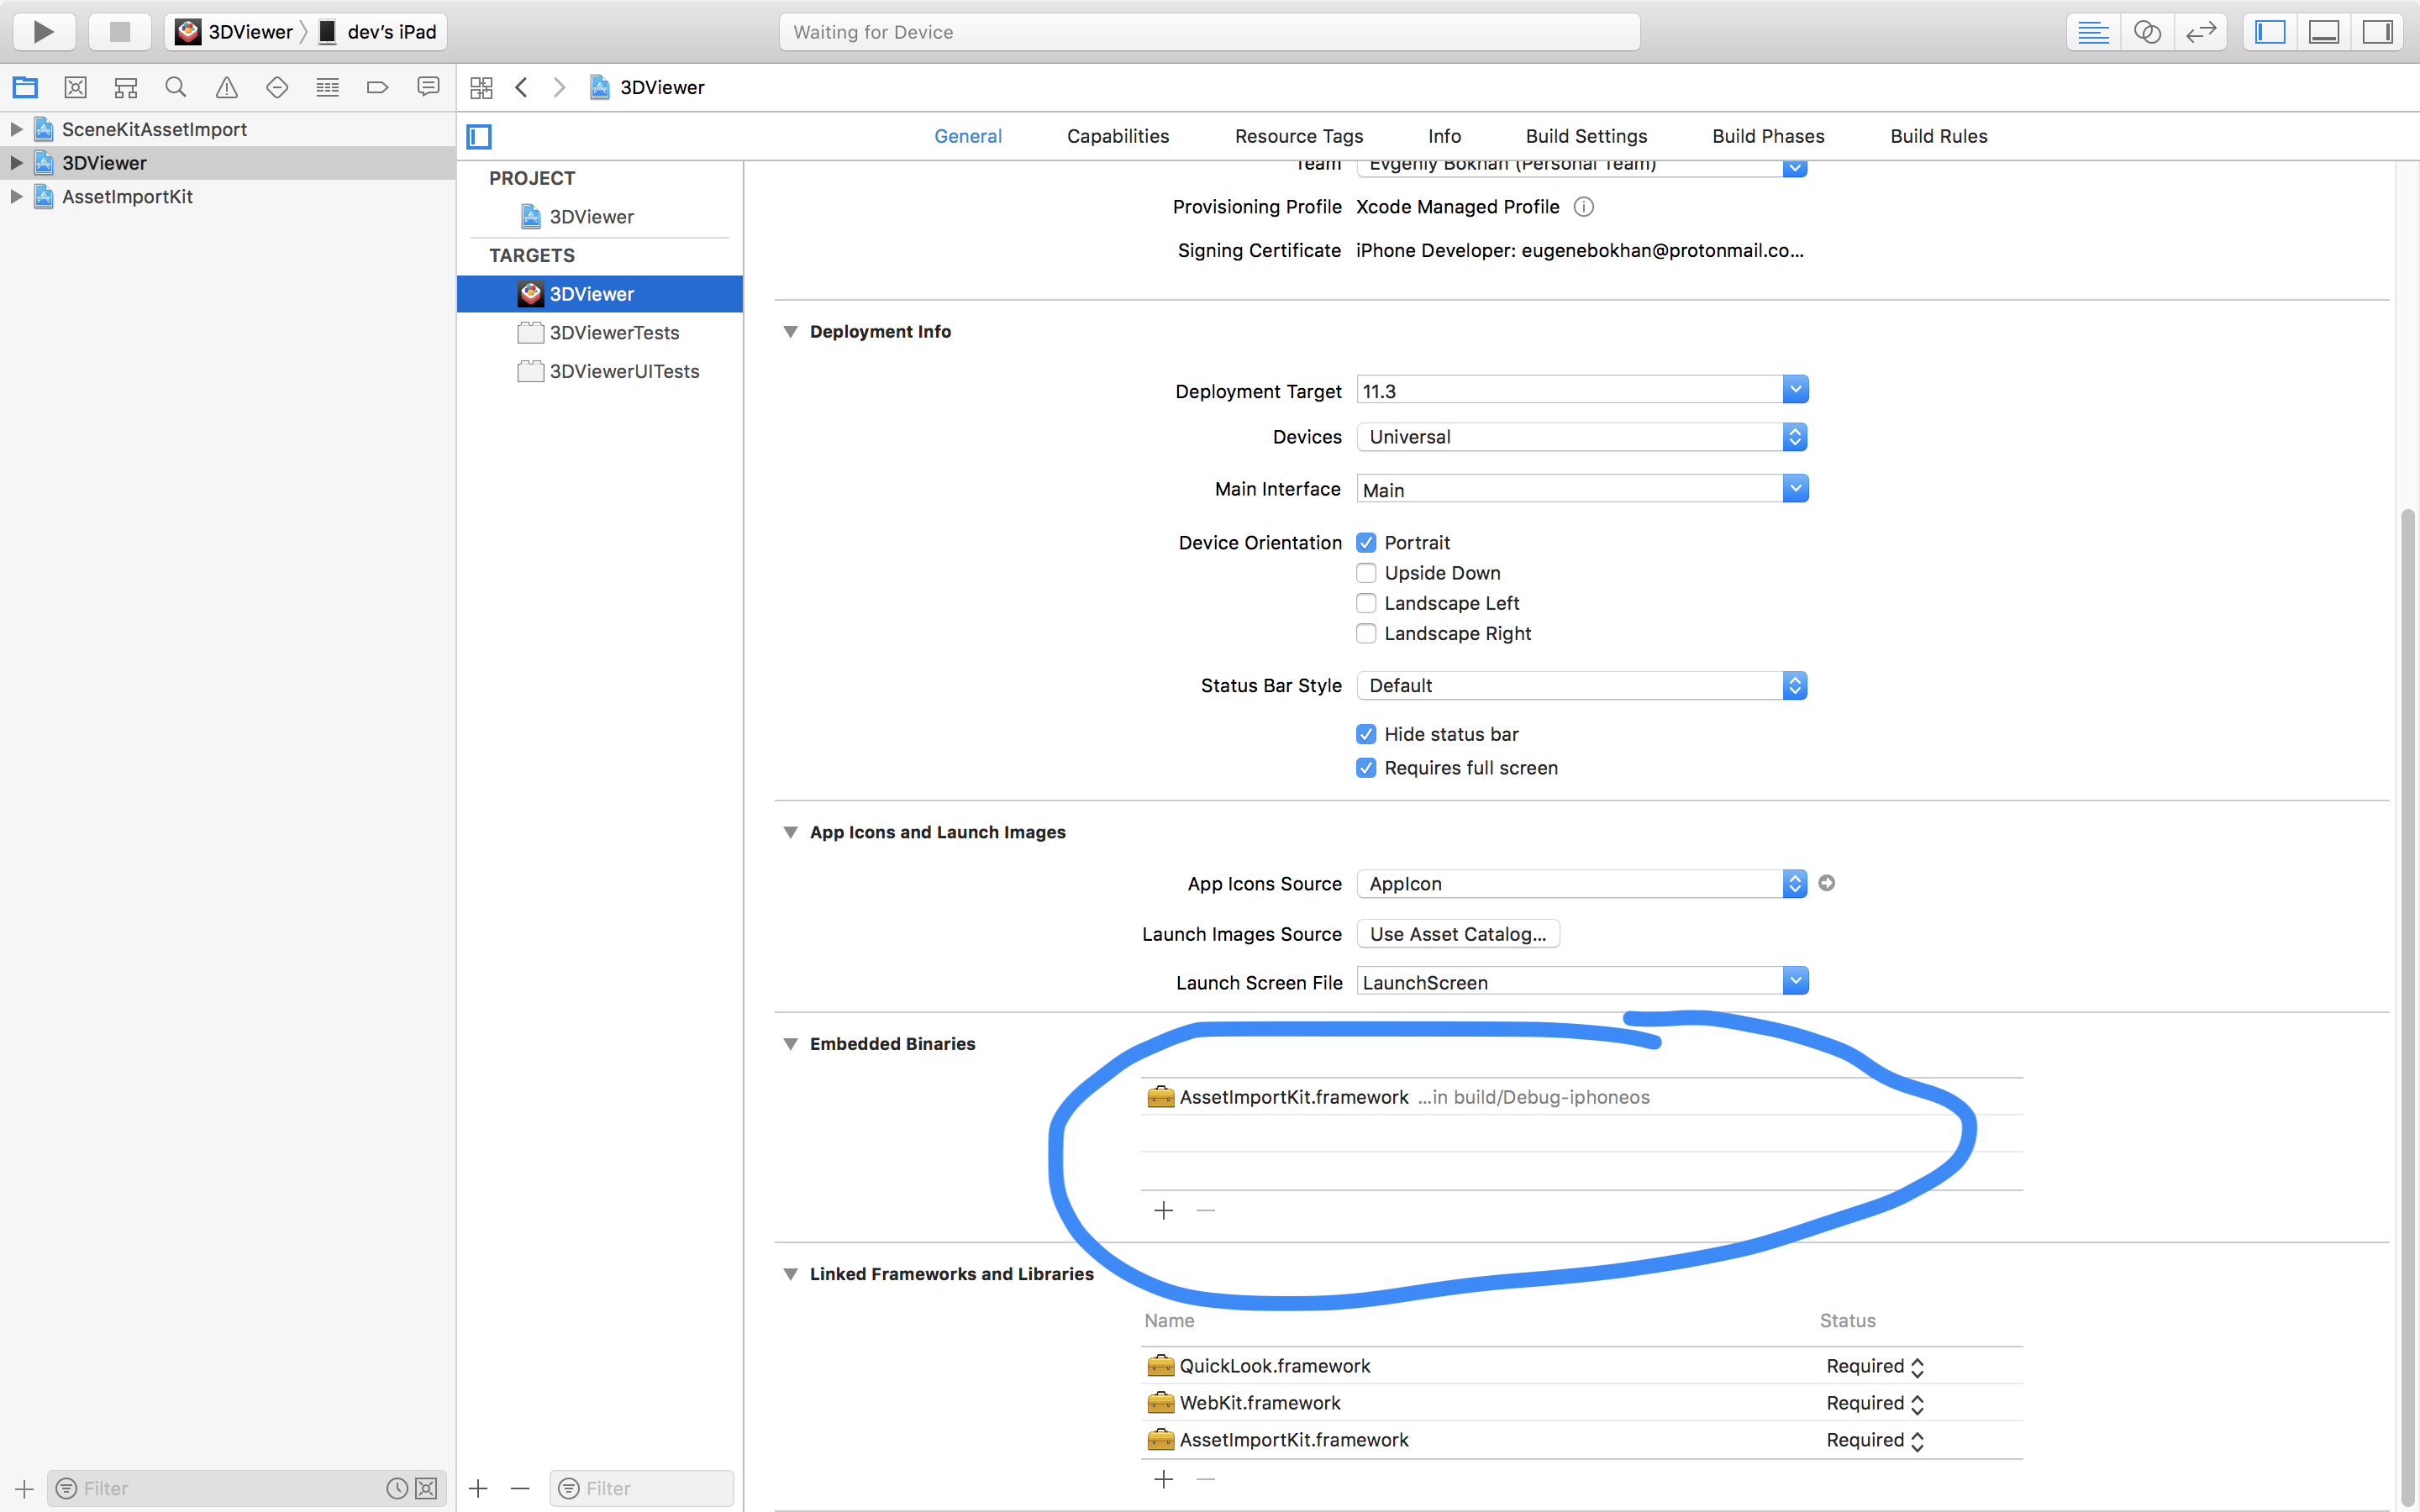 3DViewer dev's iPad Waiting for Device
3DViewer
SceneKitAssetImport
3DViewer
AssetImportKit
General Capabilities Resource Tags Info Build Settings Build Phases Build Rules
PROJECT
3DViewer
TARGETS
3DViewer
3DViewerTests
3DViewerUITests
Team Evgeniy Bokhan (Personal Team)
Provisioning Profile Xcode Managed Profile
Signing Certificate iPhone Developer: eugenebokhan@protonmail.co...
Deployment Info
Deployment Target 11.3
Devices Universal
Main Interface Main
Device Orientation Portrait
Upside Down
Landscape Left
Landscape Right
Status Bar Style Default
Hide status bar
Requires full screen
App Icons and Launch Images
App Icons Source AppIcon
Launch Images Source Use Asset Catalog...
Launch Screen File LaunchScreen
Embedded Binaries
AssetImportKit.framework ...in build/Debug-iphoneos
Linked Frameworks and Libraries
Name Status
QuickLook.framework Required
WebKit.framework Required
AssetImportKit.framework Required
Filter Filter